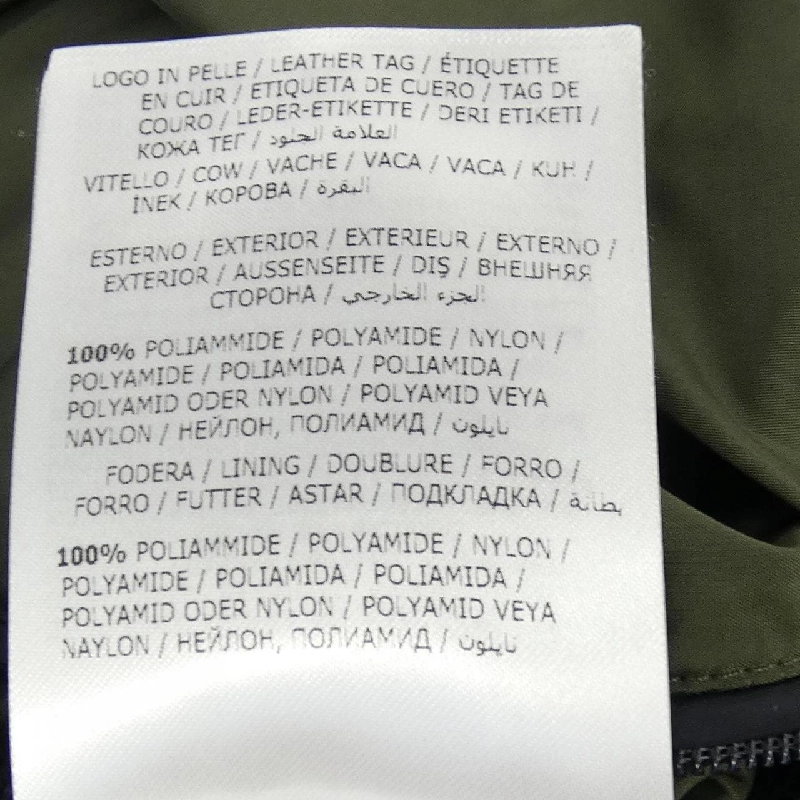 LOGO IN PELLE / LEATHER TAG / ÉTIQUETTE
EN CUIR / ETIQUETA DE CUERO / TAG DE
COURO / LEDER-ETIKETTE / DERI ETIKETI /
КОЖА ТЕГ / العلامة الجلود
VITELLO / COW / VACHE / VACA / VACA / KUH /
İNEK / КОРОВА / البقرة
ESTERNO / EXTERIOR / EXTERIEUR / EXTERNO /
EXTERIOR / AUSSENSEITE / DIŞ / ВНЕШНЯЯ
СТОРОНА / الجزء الخارجي
100% POLIAMMIDE / POLYAMIDE / NYLON /
POLYAMIDE / POLIAMIDA / POLIAMIDA /
POLYAMID ODER NYLON / POLYAMID VEYA
NAYLON / НЕЙЛОН, ПОЛИАМИД / نايلون
FODERA / LINING / DOUBLURE / FORRO /
FORRO / FUTTER / ASTAR / ПОДКЛАДКА / بطانة
100% POLIAMMIDE / POLYAMIDE / NYLON /
POLYAMIDE / POLIAMIDA / POLIAMIDA /
POLYAMID ODER NYLON / POLYAMID VEYA
NAYLON / НЕЙЛОН, ПОЛИАМИД / نايلون